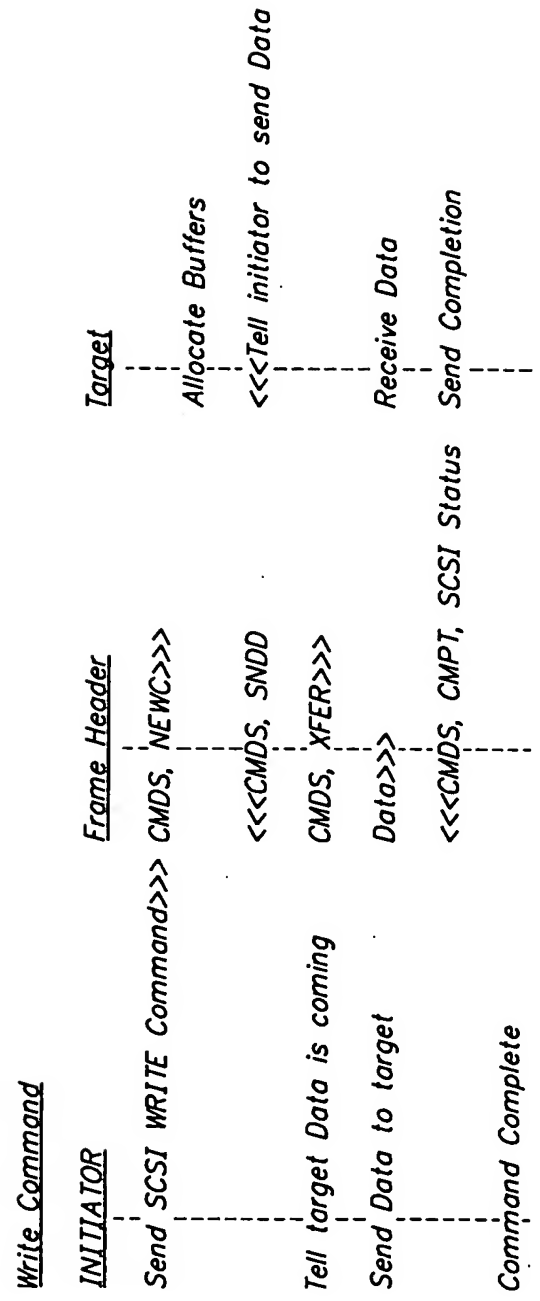 Write Command
INITIATOR Frame Header Target
Send SCSI WRITE Command>>> CMDS, NEWC>>>
Allocate Buffers
<<<CMDS, SNDD <<<Tell initiator to send Data
Tell target Data is coming CMDS, XFER>>>
Send Data to target Data>>> Receive Data
<<<CMDS, CMPT, SCSI Status Send Completion
Command Complete